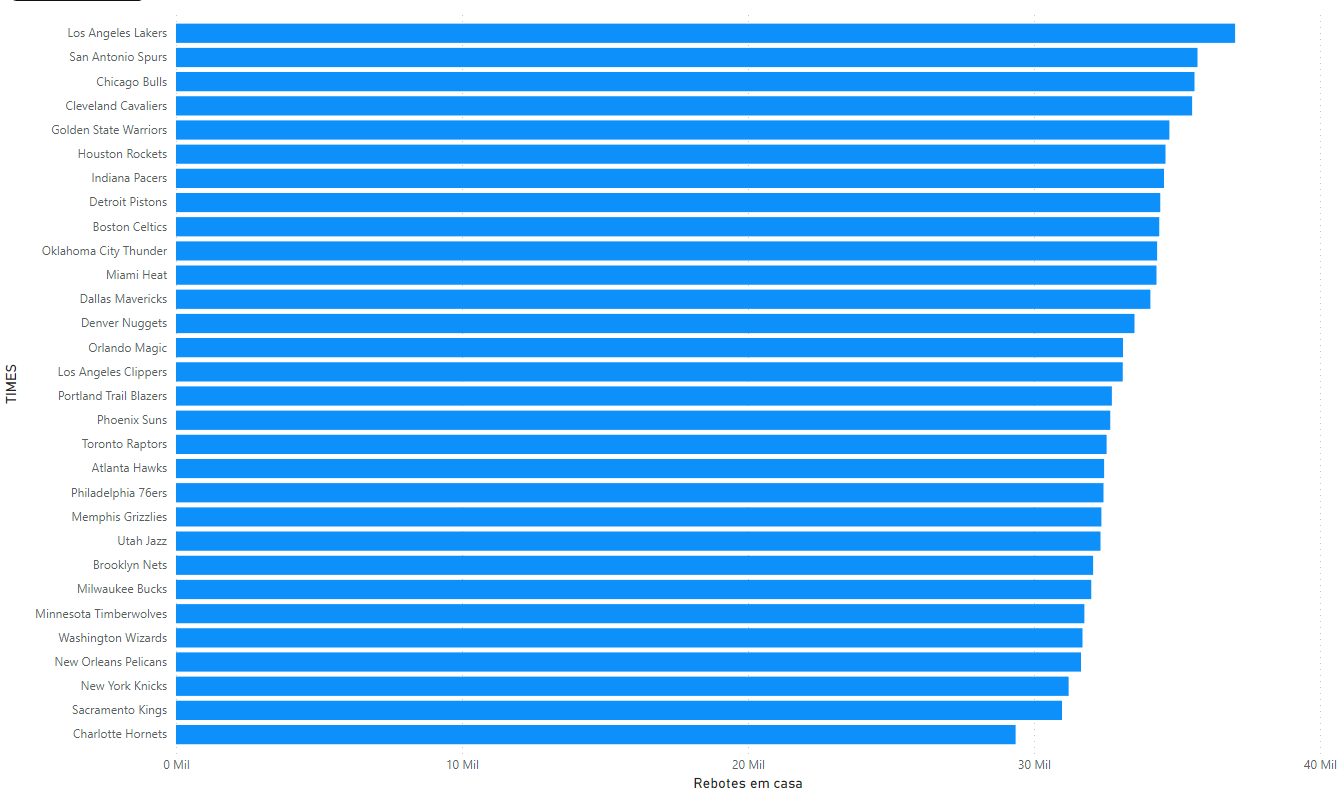 Los Angeles Lakers
San Antonio Spurs
Chicago Bulls
Cleveland Cavaliers
Golden State Warriors
Houston Rockets
Indiana Pacers
Detroit Pistons
Boston Celtics
Oklahoma City Thunder
Miami Heat
Dallas Mavericks
Denver Nuggets
Orlando Magic
Los Angeles Clippers
Portland Trail Blazers
Phoenix Suns
Toronto Raptors
Atlanta Hawks
Philadelphia 76ers
Memphis Grizzlies
Utah Jazz
Brooklyn Nets
Milwaukee Bucks
Minnesota Timberwolves
Washington Wizards
New Orleans Pelicans
New York Knicks
Sacramento Kings
Charlotte Hornets
TIMES
0 Mil 10 Mil 20 Mil 30 Mil 40 Mil
Rebotes em casa